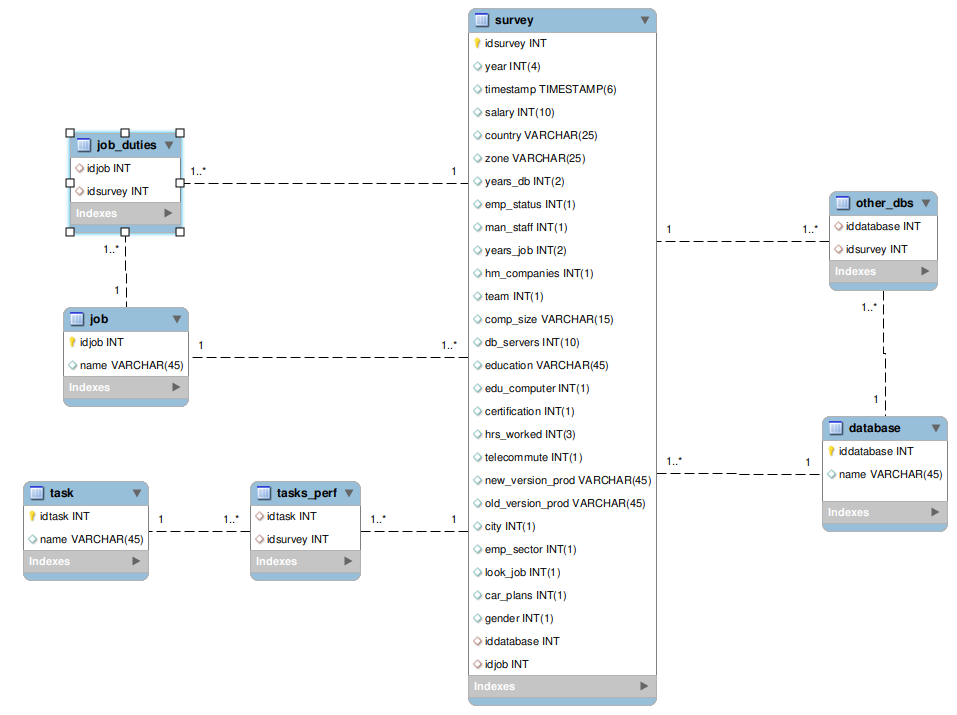 survey
idsurvey INT
year INT(4)
timestamp TIMESTAMP(6)
salary INT(10)
country VARCHAR(25)
zone VARCHAR(25)
years_db INT(2)
emp_status INT(1)
man_staff INT(1)
years_job INT(2)
hm_companies INT(1)
team INT(1)
comp_size VARCHAR(15)
db_servers INT(10)
education VARCHAR(45)
edu_computer INT(1)
certification INT(1)
hrs_worked INT(3)
telecommute INT(1)
new_version_prod VARCHAR(45)
old_version_prod VARCHAR(45)
city INT(1)
emp_sector INT(1)
look_job INT(1)
car_plans INT(1)
gender INT(1)
iddatabase INT
idjob INT
Indexes
job_duties
idjob INT
idsurvey INT
Indexes
1..*
1
1..*
1
job
idjob INT
name VARCHAR(45)
Indexes
1
1..*
task
idtask INT
name VARCHAR(45)
Indexes
1
1..*
tasks_perf
idtask INT
idsurvey INT
Indexes
1..*
1
other_dbs
iddatabase INT
idsurvey INT
Indexes
1
1..*
1..*
1
database
iddatabase INT
name VARCHAR(45)
Indexes
1..*
1